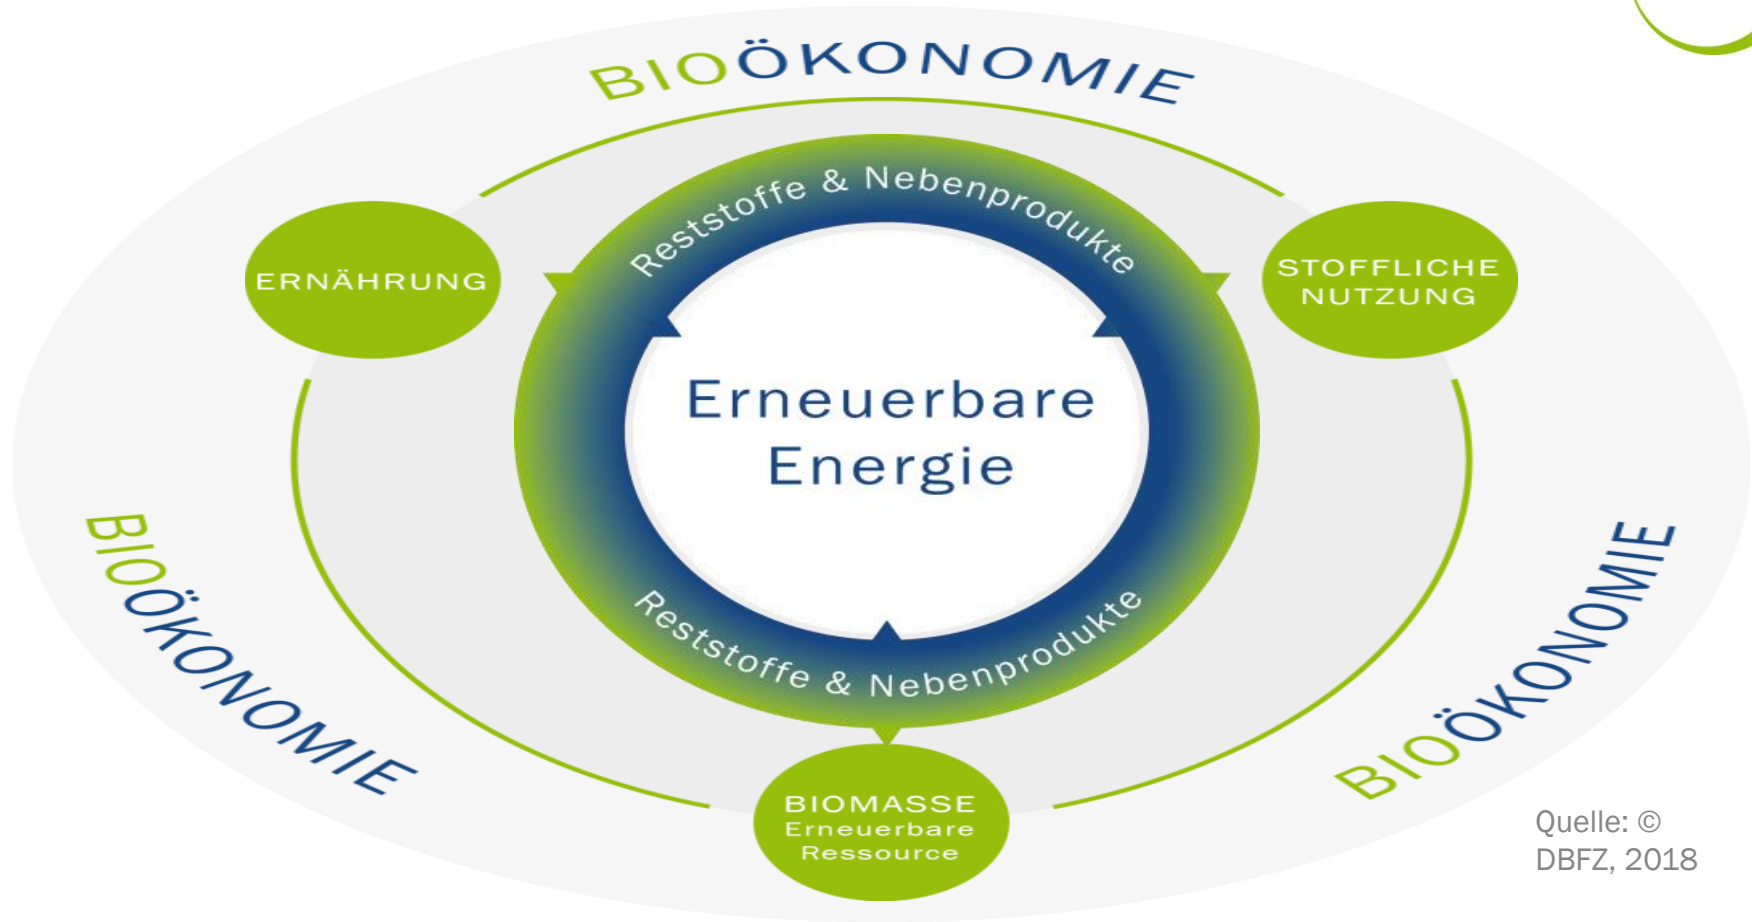 BIOÖKONOMIE
Reststoffe & Nebenprodukte
ERNÄHRUNG
STOFFLICHE
NUTZUNG
Erneuerbare
Energie
Reststoffe & Nebenprodukte
BIOÖKONOMIE
BIOÖKONOMIE
BIOMASSE
Erneuerbare
Ressource
Quelle: ©
DBFZ, 2018